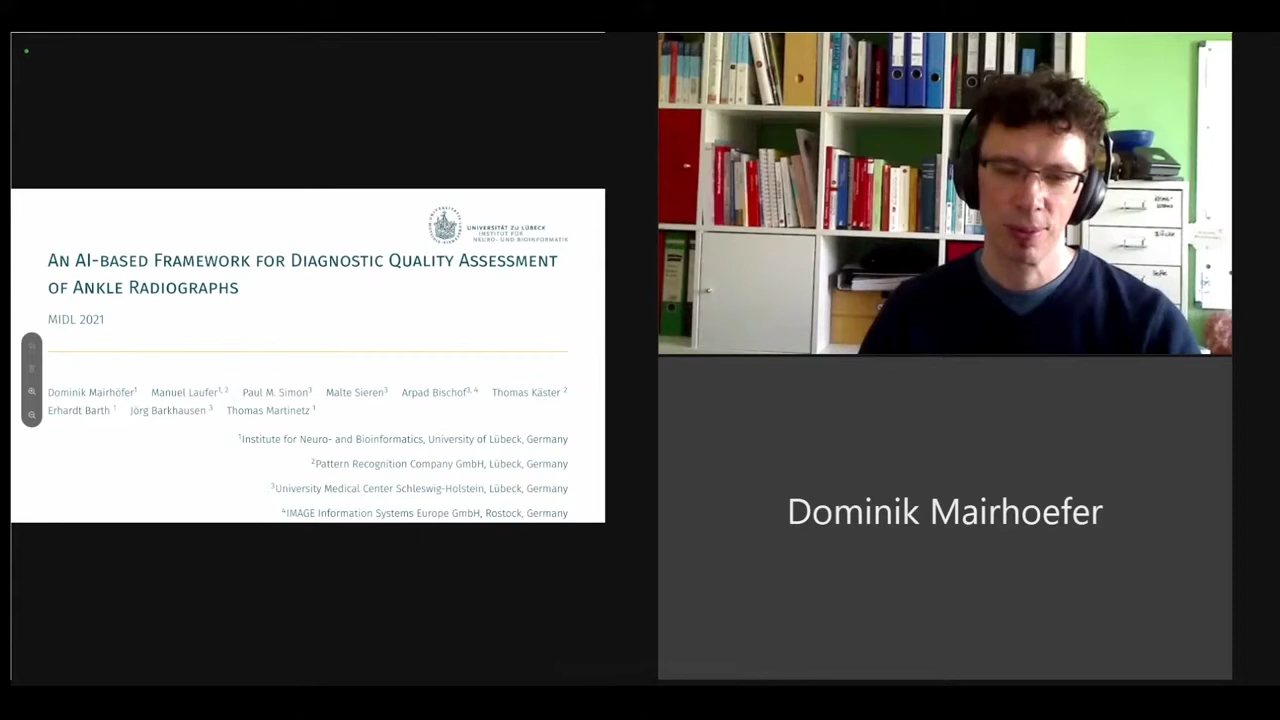 UNIVERSITÄT ZU LÜBECK
INSTITUT FÜR
NEURO- UND BIOINFORMATIK
AN AI-BASED FRAMEWORK FOR DIAGNOSTIC QUALITY ASSESSMENT
OF ANKLE RADIOGRAPHS
MIDL 2021
Dominik Mairhöfer¹ Manuel Laufer¹,² Paul M. Simon³ Malte Sieren³ Arpad Bischof³,⁴ Thomas Käster²
Erhardt Barth¹ Jörg Barkhausen³ Thomas Martinetz¹
¹Institute for Neuro- and Bioinformatics, University of Lübeck, Germany
²Pattern Recognition Company GmbH, Lübeck, Germany
³University Medical Center Schleswig-Holstein, Lübeck, Germany
⁴IMAGE Information Systems Europe GmbH, Rostock, Germany
Dominik Mairhoefer